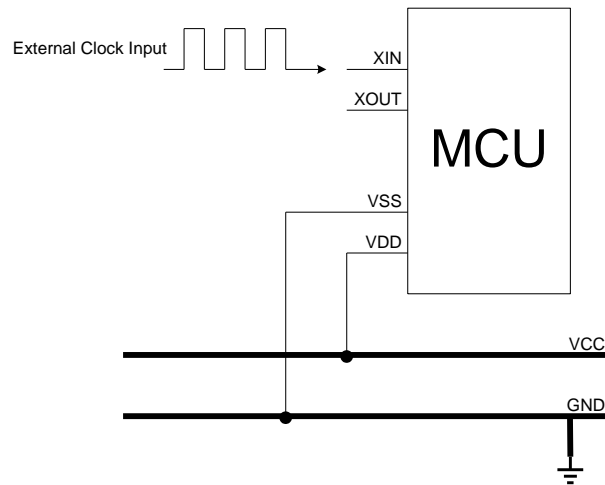 External Clock Input
XIN
XOUT
MCU
VSS
VDD
VCC
GND